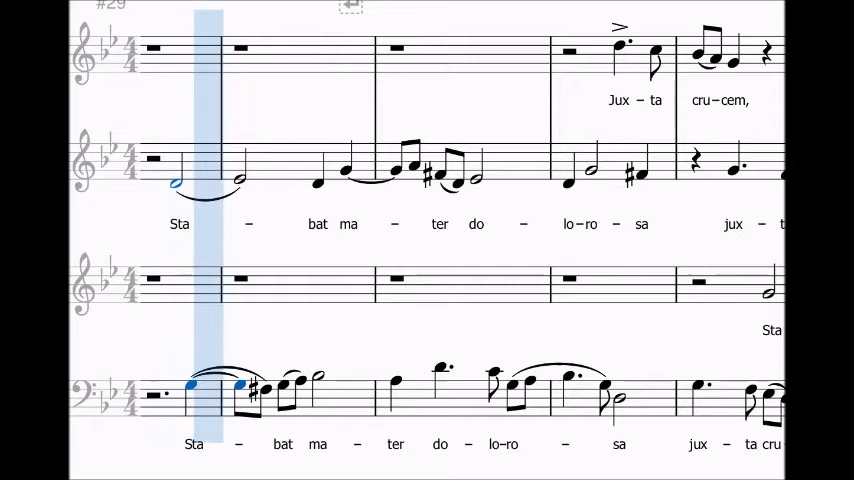 #29
Jux – ta cru – cem,
Sta – bat ma – ter do – lo – ro – sa jux – t
Sta
Sta – bat ma – ter do – lo – ro – sa jux – ta cru